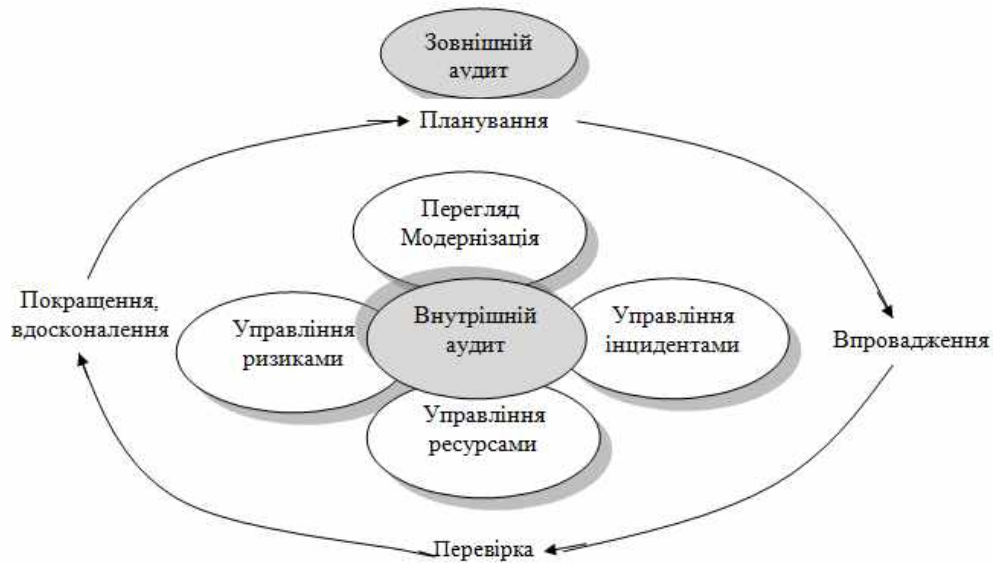 Зовнішній
аудит
Планування
Перегляд
Модернізація
Покращення,
вдосконалення
Управління
ризиками
Внутрішній
аудит
Управління
інцидентами
Впровадження
Управління
ресурсами
Перевірка